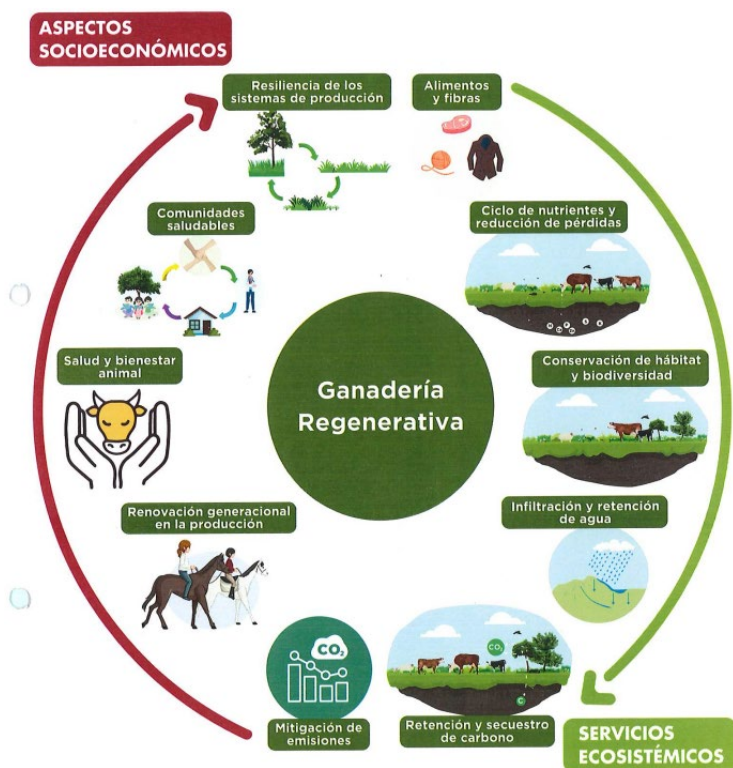 ASPECTOS
SOCIOECONÓMICOS
Resiliencia de los
sistemas de producción
Alimentos
y fibras
Comunidades
saludables
Ciclo de nutrientes y
reducción de pérdidas
Salud y bienestar
animal
Ganadería
Regenerativa
Conservación de hábitat
y biodiversidad
Renovación generacional
en la producción
Infiltración y retención
de agua
CO₂
CO₂
C
Mitigación de
emisiones
Retención y secuestro
de carbono
SERVICIOS
ECOSISTÉMICOS